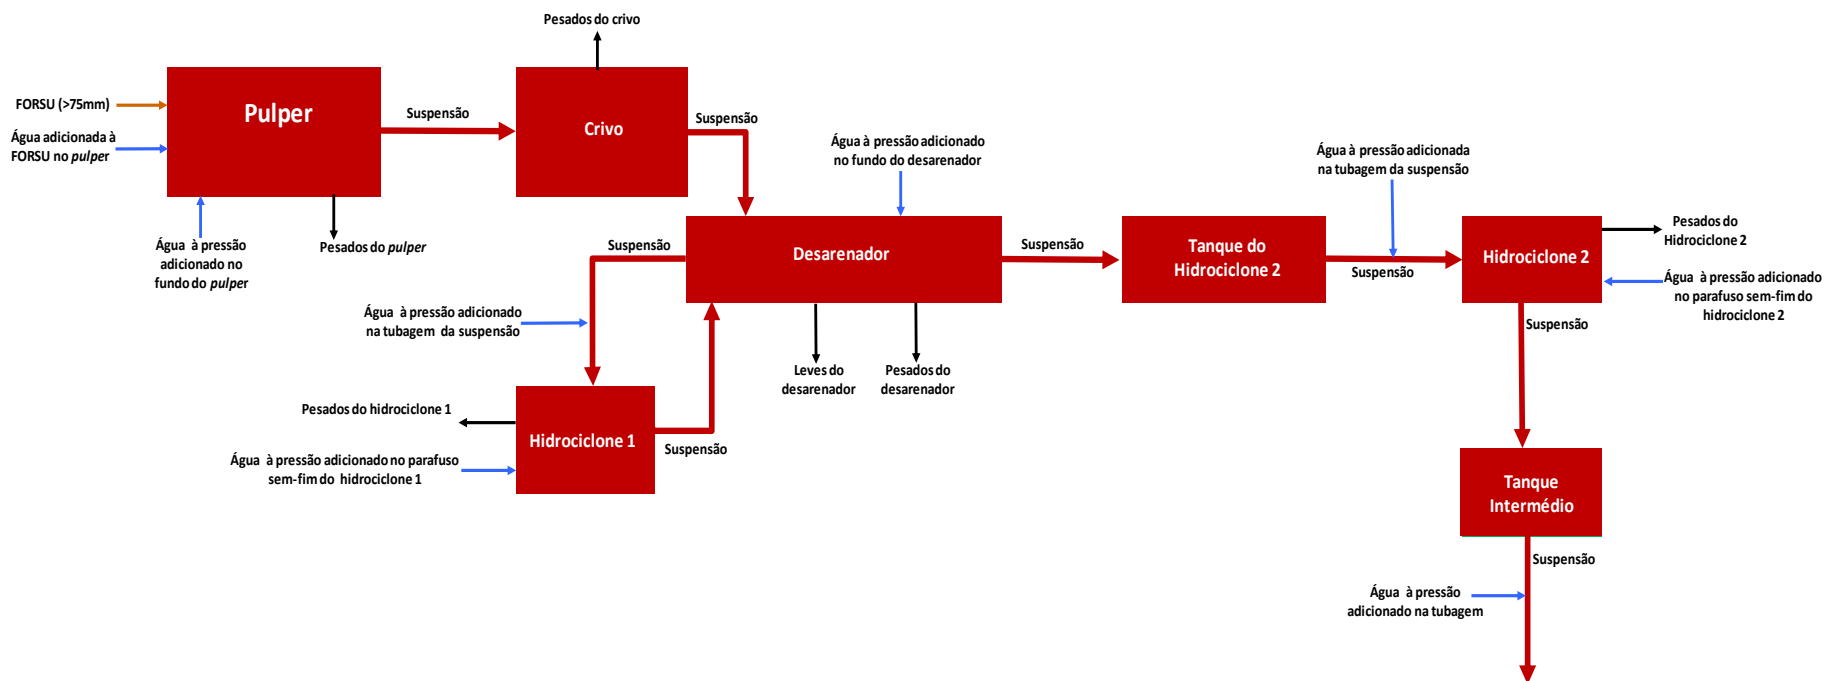 Pesados do crivo
FORSU (>75mm)
Água adicionada à
FORSU no pulper
Pulper
Suspensão
Crivo
Suspensão
Água à pressão
adicionado no
fundo do pulper
Pesados do pulper
Água à pressão adicionado
no fundo do desarenador
Água à pressão adicionada
na tubagem da suspensão
Suspensão
Desarenador
Suspensão
Tanque do
Hidrociclone 2
Suspensão
Hidrociclone 2
Pesados do
Hidrociclone 2
Água à pressão adicionado
no parafuso sem-fim do
hidrociclone 2
Água à pressão adicionado
na tubagem da suspensão
Suspensão
Leves do
desarenador
Pesados do
desarenador
Pesados do hidrociclone 1
Hidrociclone 1
Suspensão
Água à pressão adicionado no parafuso
sem-fim do hidrociclone 1
Tanque
Intermédio
Suspensão
Água à pressão
adicionado na tubagem